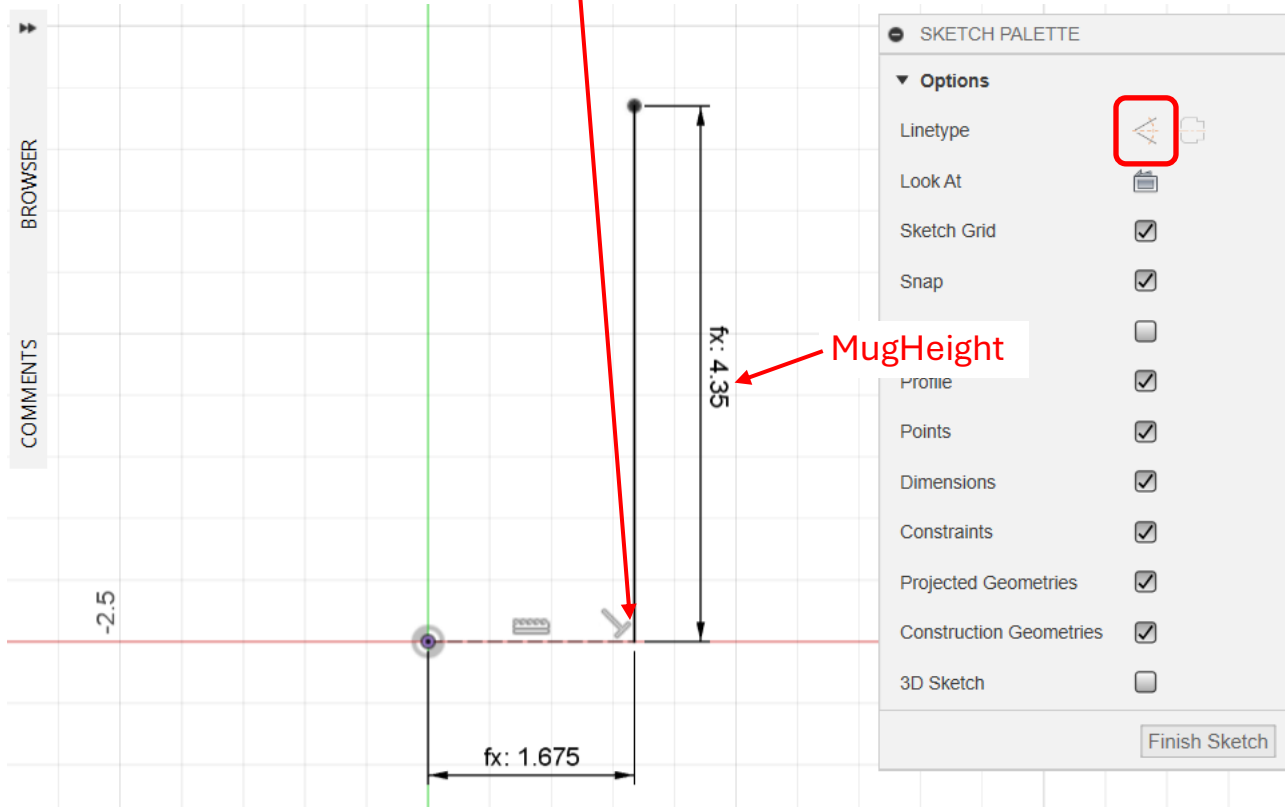 SKETCH PALETTE
Options
Linetype
Look At
Sketch Grid
Snap
Profile
Points
Dimensions
Constraints
Projected Geometries
Construction Geometries
3D Sketch
Finish Sketch
BROWSER
COMMENTS
MugHeight
fx: 4.35
-2.5
fx: 1.675